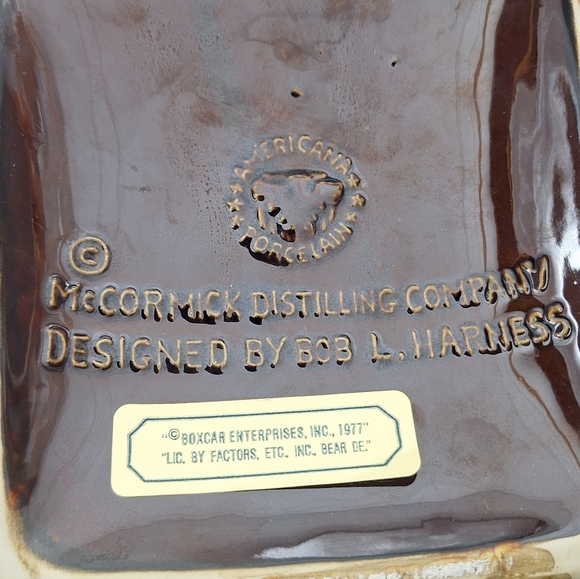 AMERICANA
PORCELAIN
©
McCORMICK DISTILLING COMPANY
DESIGNED BY BOB L. HARNESS
"©BOXCAR ENTERPRISES, INC., 1977"
"LIC. BY FACTORS, ETC., INC., BEAR DE."